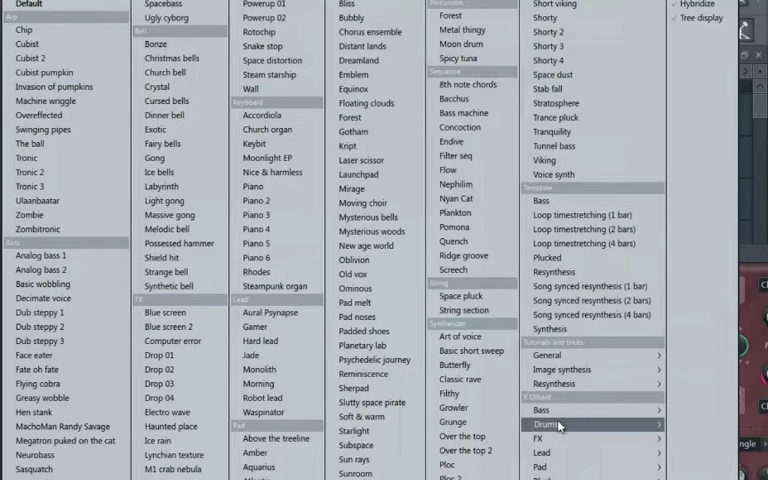 Default
Arp
Chip
Cubist
Cubist 2
Cubist pumpkin
Invasion of pumpkins
Machine wriggle
Overeffected
Swinging pipes
The ball
Tronic
Tronic 2
Tronic 3
Ulaanbaatar
Zombie
Zombitronic
Bass
Analog bass 1
Analog bass 2
Basic wobbling
Decimate voice
Dub steppy 1
Dub steppy 2
Dub steppy 3
Face eater
Fate oh fate
Flying cobra
Greasy wobble
Hen stank
MachoMan Randy Savage
Megatron puked on the cat
Neurobass
Sasquatch
Spacebass
Ugly cyborg
Bell
Bonze
Christmas bells
Church bell
Crystal
Cursed bells
Dinner bell
Exotic
Fairy bells
Gong
Ice bells
Labyrinth
Light gong
Massive gong
Melodic bell
Possessed hammer
Shield hit
Strange bell
Synthetic bell
FX
Blue screen
Blue screen 2
Computer error
Drop 01
Drop 02
Drop 03
Drop 04
Electro wave
Haunted place
Ice rain
Lynchian texture
M1 crab nebula
Powerup 01
Powerup 02
Rotochip
Snake stop
Space distortion
Steam starship
Wall
Keyboard
Accordiola
Church organ
Keybit
Moonlight EP
Nice & harmless
Piano
Piano 2
Piano 3
Piano 4
Piano 5
Piano 6
Rhodes
Steampunk organ
Lead
Aural Psynapse
Gamer
Hard lead
Jade
Monolith
Morning
Robot lead
Waspinator
Pad
Above the treeline
Amber
Aquarius
Bliss
Bubbly
Chorus ensemble
Distant lands
Dreamland
Emblem
Equinox
Floating clouds
Forest
Gotham
Kript
Laser scissor
Launchpad
Mirage
Moving choir
Mysterious bells
Mysterious woods
New age world
Oblivion
Old vox
Ominous
Pad melt
Pad noses
Padded shoes
Planetary lab
Psychedelic journey
Reminiscence
Sherpad
Slutty space pirate
Soft & warm
Starlight
Subspace
Sun rays
Sunroom
Percussion
Forest
Metal thingy
Moon drum
Spicy tuna
Sequence
8th note chords
Bacchus
Bass machine
Concoction
Endive
Filter seq
Flow
Nephilim
Nyan Cat
Plankton
Pomona
Quench
Ridge groove
Screech
String
Space pluck
String section
Synthesizer
Art of voice
Basic short sweep
Butterfly
Classic rave
Filthy
Growler
Grunge
Over the top
Over the top 2
Ploc
Ploc 2
Short viking
Shorty
Shorty 2
Shorty 3
Shorty 4
Space dust
Stab fall
Stratosphere
Trance pluck
Tranquility
Tunnel bass
Viking
Voice synth
Template
Bass
Loop timestretching (1 bar)
Loop timestretching (2 bars)
Loop timestretching (4 bars)
Plucked
Resynthesis
Song synced resynthesis (1 bar)
Song synced resynthesis (2 bars)
Song synced resynthesis (4 bars)
Synthesis
Tutorials and tricks
General
Image synthesis
Resynthesis
Bass
Drums
FX
Lead
Pad
Hybridize
Tree display